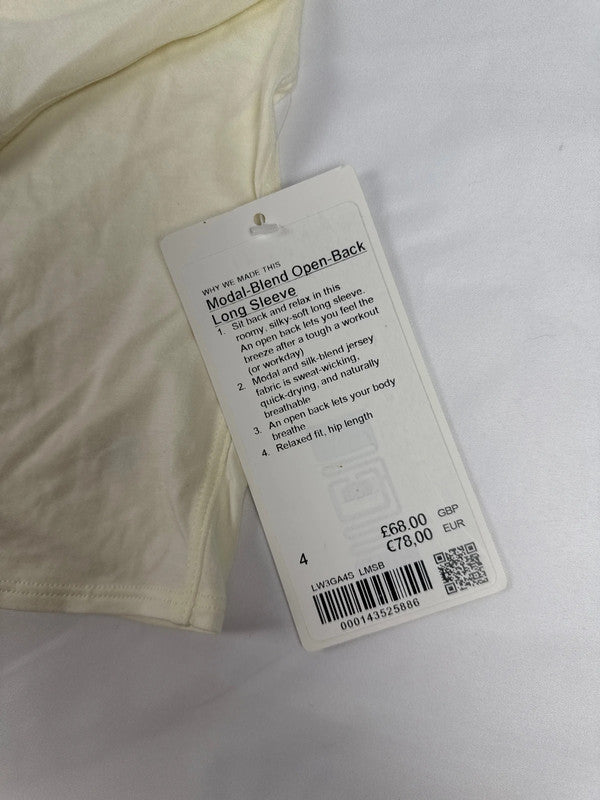 WHY WE MADE THIS
Modal-Blend Open-Back
Long Sleeve
1. Sit back and relax in this
roomy, silky-soft long sleeve.
An open back lets you feel the
breeze after a tough a workout
(or workday)
2. Modal and silk-blend jersey
fabric is sweat-wicking,
quick-drying, and naturally
breathable
3. An open back lets your body
breathe
4. Relaxed fit, hip length
£68.00 GBP
€78,00 EUR
4
LW3GA4S LMSB
000143525886